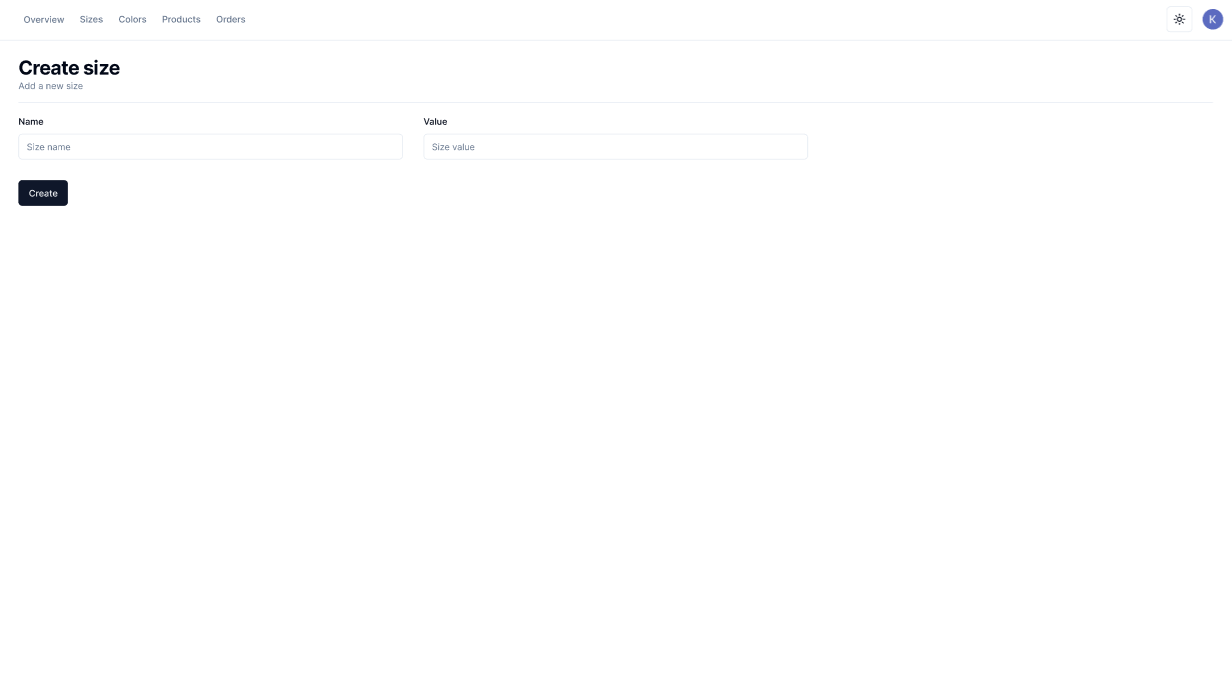 Overview Sizes Colors Products Orders K
Create size
Add a new size
Name Value
Size name Size value
Create